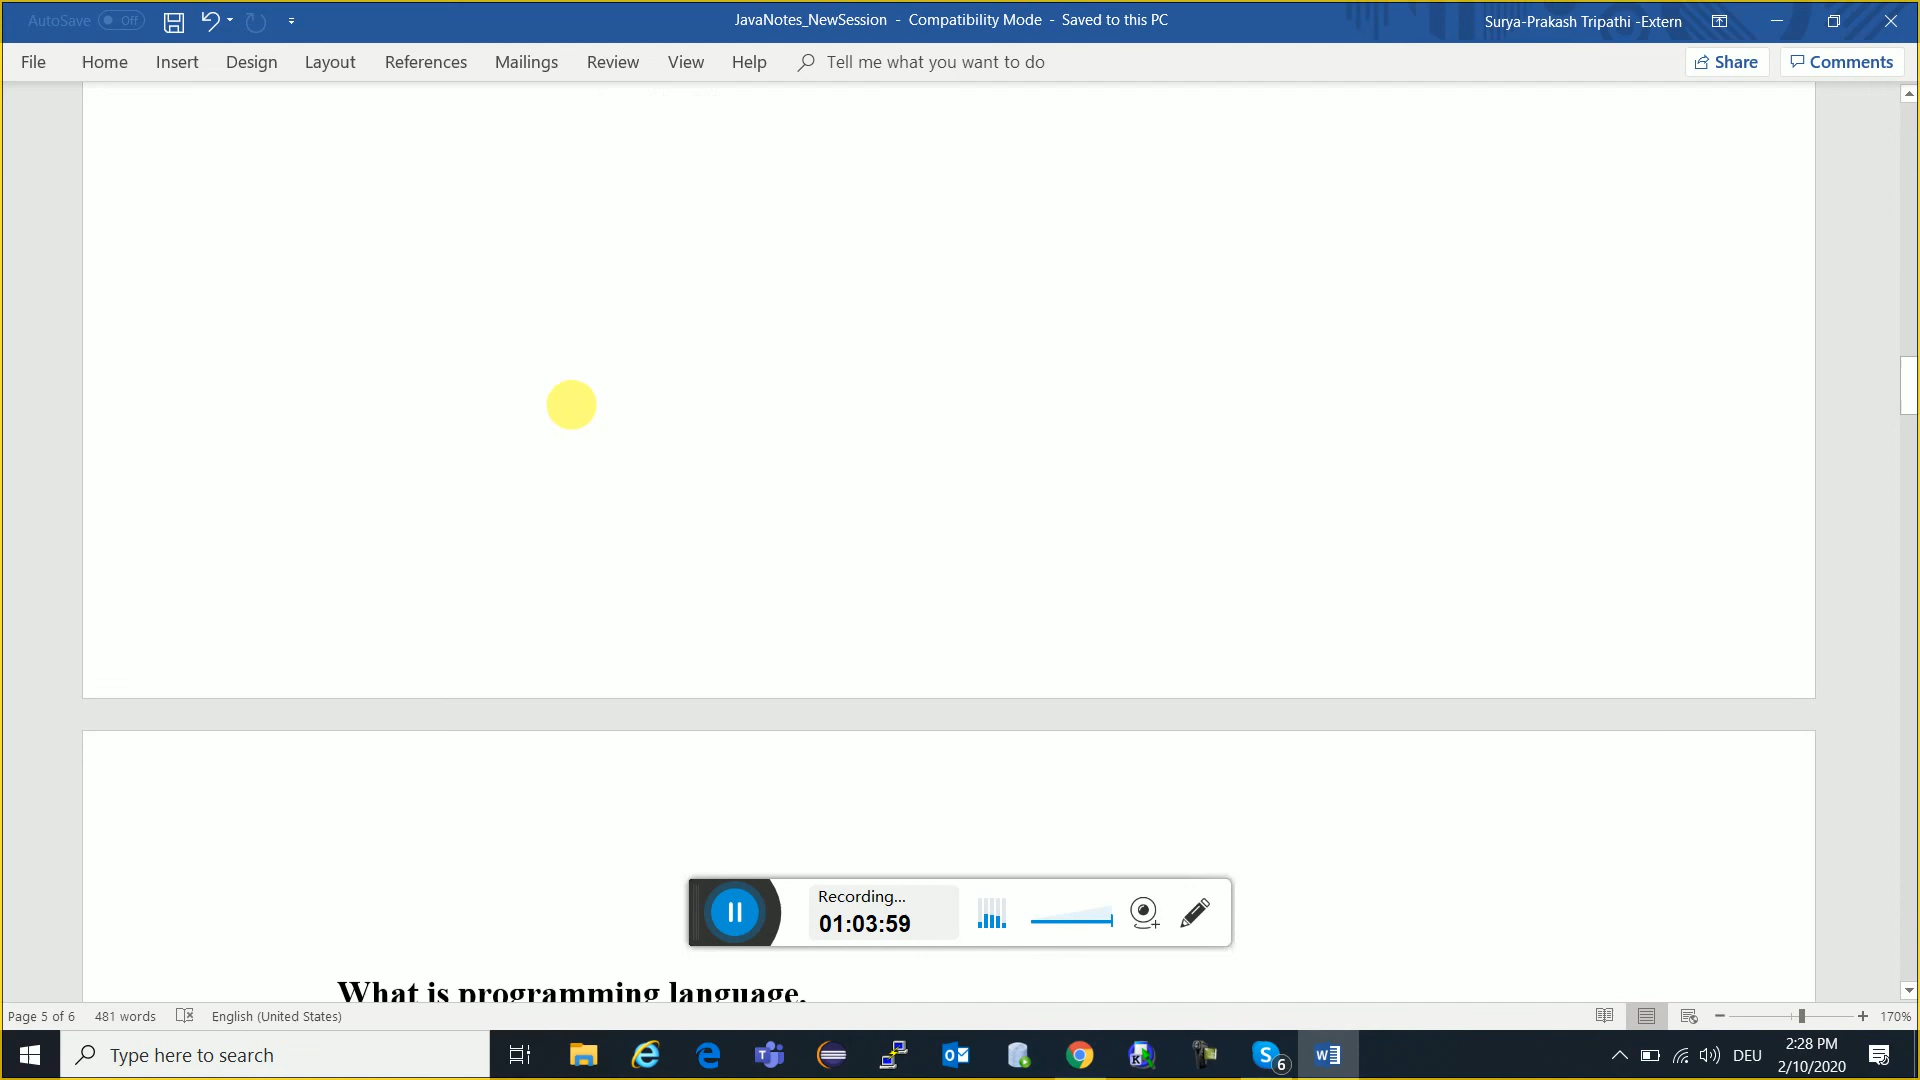 AutoSave Off
JavaNotes_NewSession - Compatibility Mode - Saved to this PC
Surya-Prakash Tripathi -Extern
File Home Insert Design Layout References Mailings Review View Help Tell me what you want to do
Share Comments
Recording...
01:03:59
What is programming language.
Page 5 of 6 481 words English (United States)
170%
Type here to search
6
DEU
2:28 PM
2/10/2020